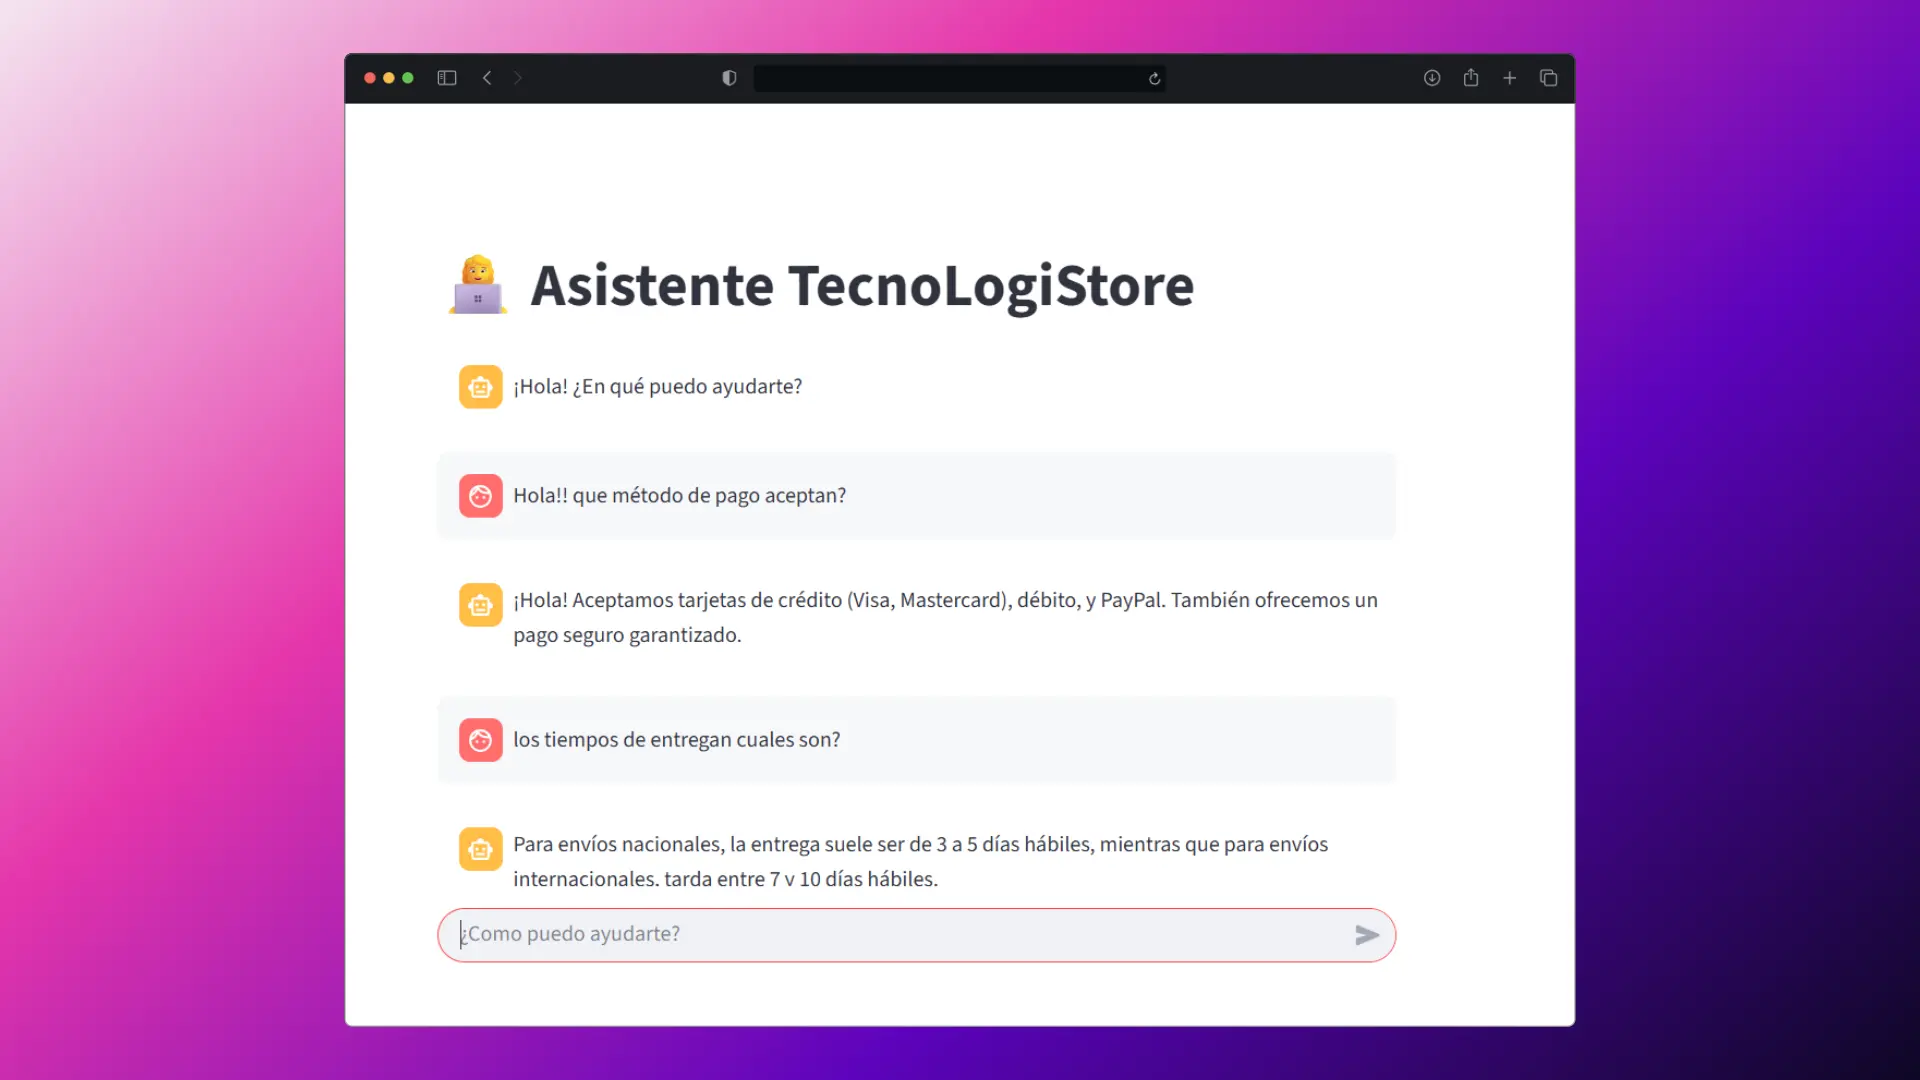 Asistente TecnoLogiStore
¡Hola! ¿En qué puedo ayudarte?
Hola!! que método de pago aceptan?
¡Hola! Aceptamos tarjetas de crédito (Visa, Mastercard), débito, y PayPal. También ofrecemos un
pago seguro garantizado.
los tiempos de entregan cuales son?
Para envíos nacionales, la entrega suele ser de 3 a 5 días hábiles, mientras que para envíos
internacionales, tarda entre 7 y 10 días hábiles.
¿Como puedo ayudarte?